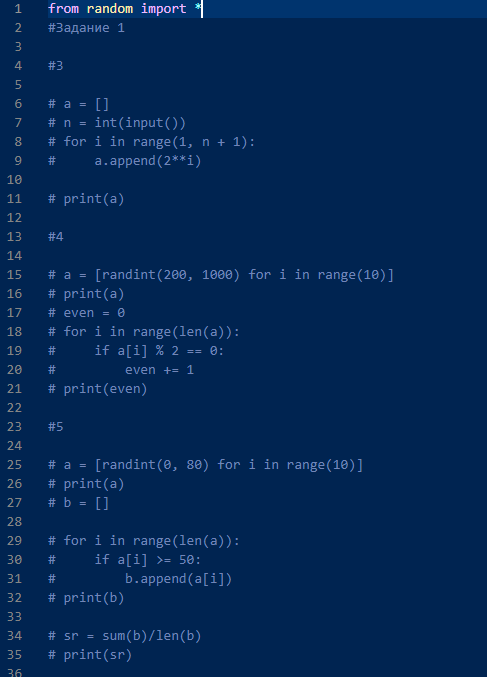 1 from random import *
2 #Задание 1
3
4 #3
5
6 # a = []
7 # n = int(input())
8 # for i in range(1, n + 1):
9 #     a.append(2**i)
10
11 # print(a)
12
13 #4
14
15 # a = [randint(200, 1000) for i in range(10)]
16 # print(a)
17 # even = 0
18 # for i in range(len(a)):
19 #     if a[i] % 2 == 0:
20 #         even += 1
21 # print(even)
22
23 #5
24
25 # a = [randint(0, 80) for i in range(10)]
26 # print(a)
27 # b = []
28
29 # for i in range(len(a)):
30 #     if a[i] >= 50:
31 #         b.append(a[i])
32 # print(b)
33
34 # sr = sum(b)/len(b)
35 # print(sr)
36